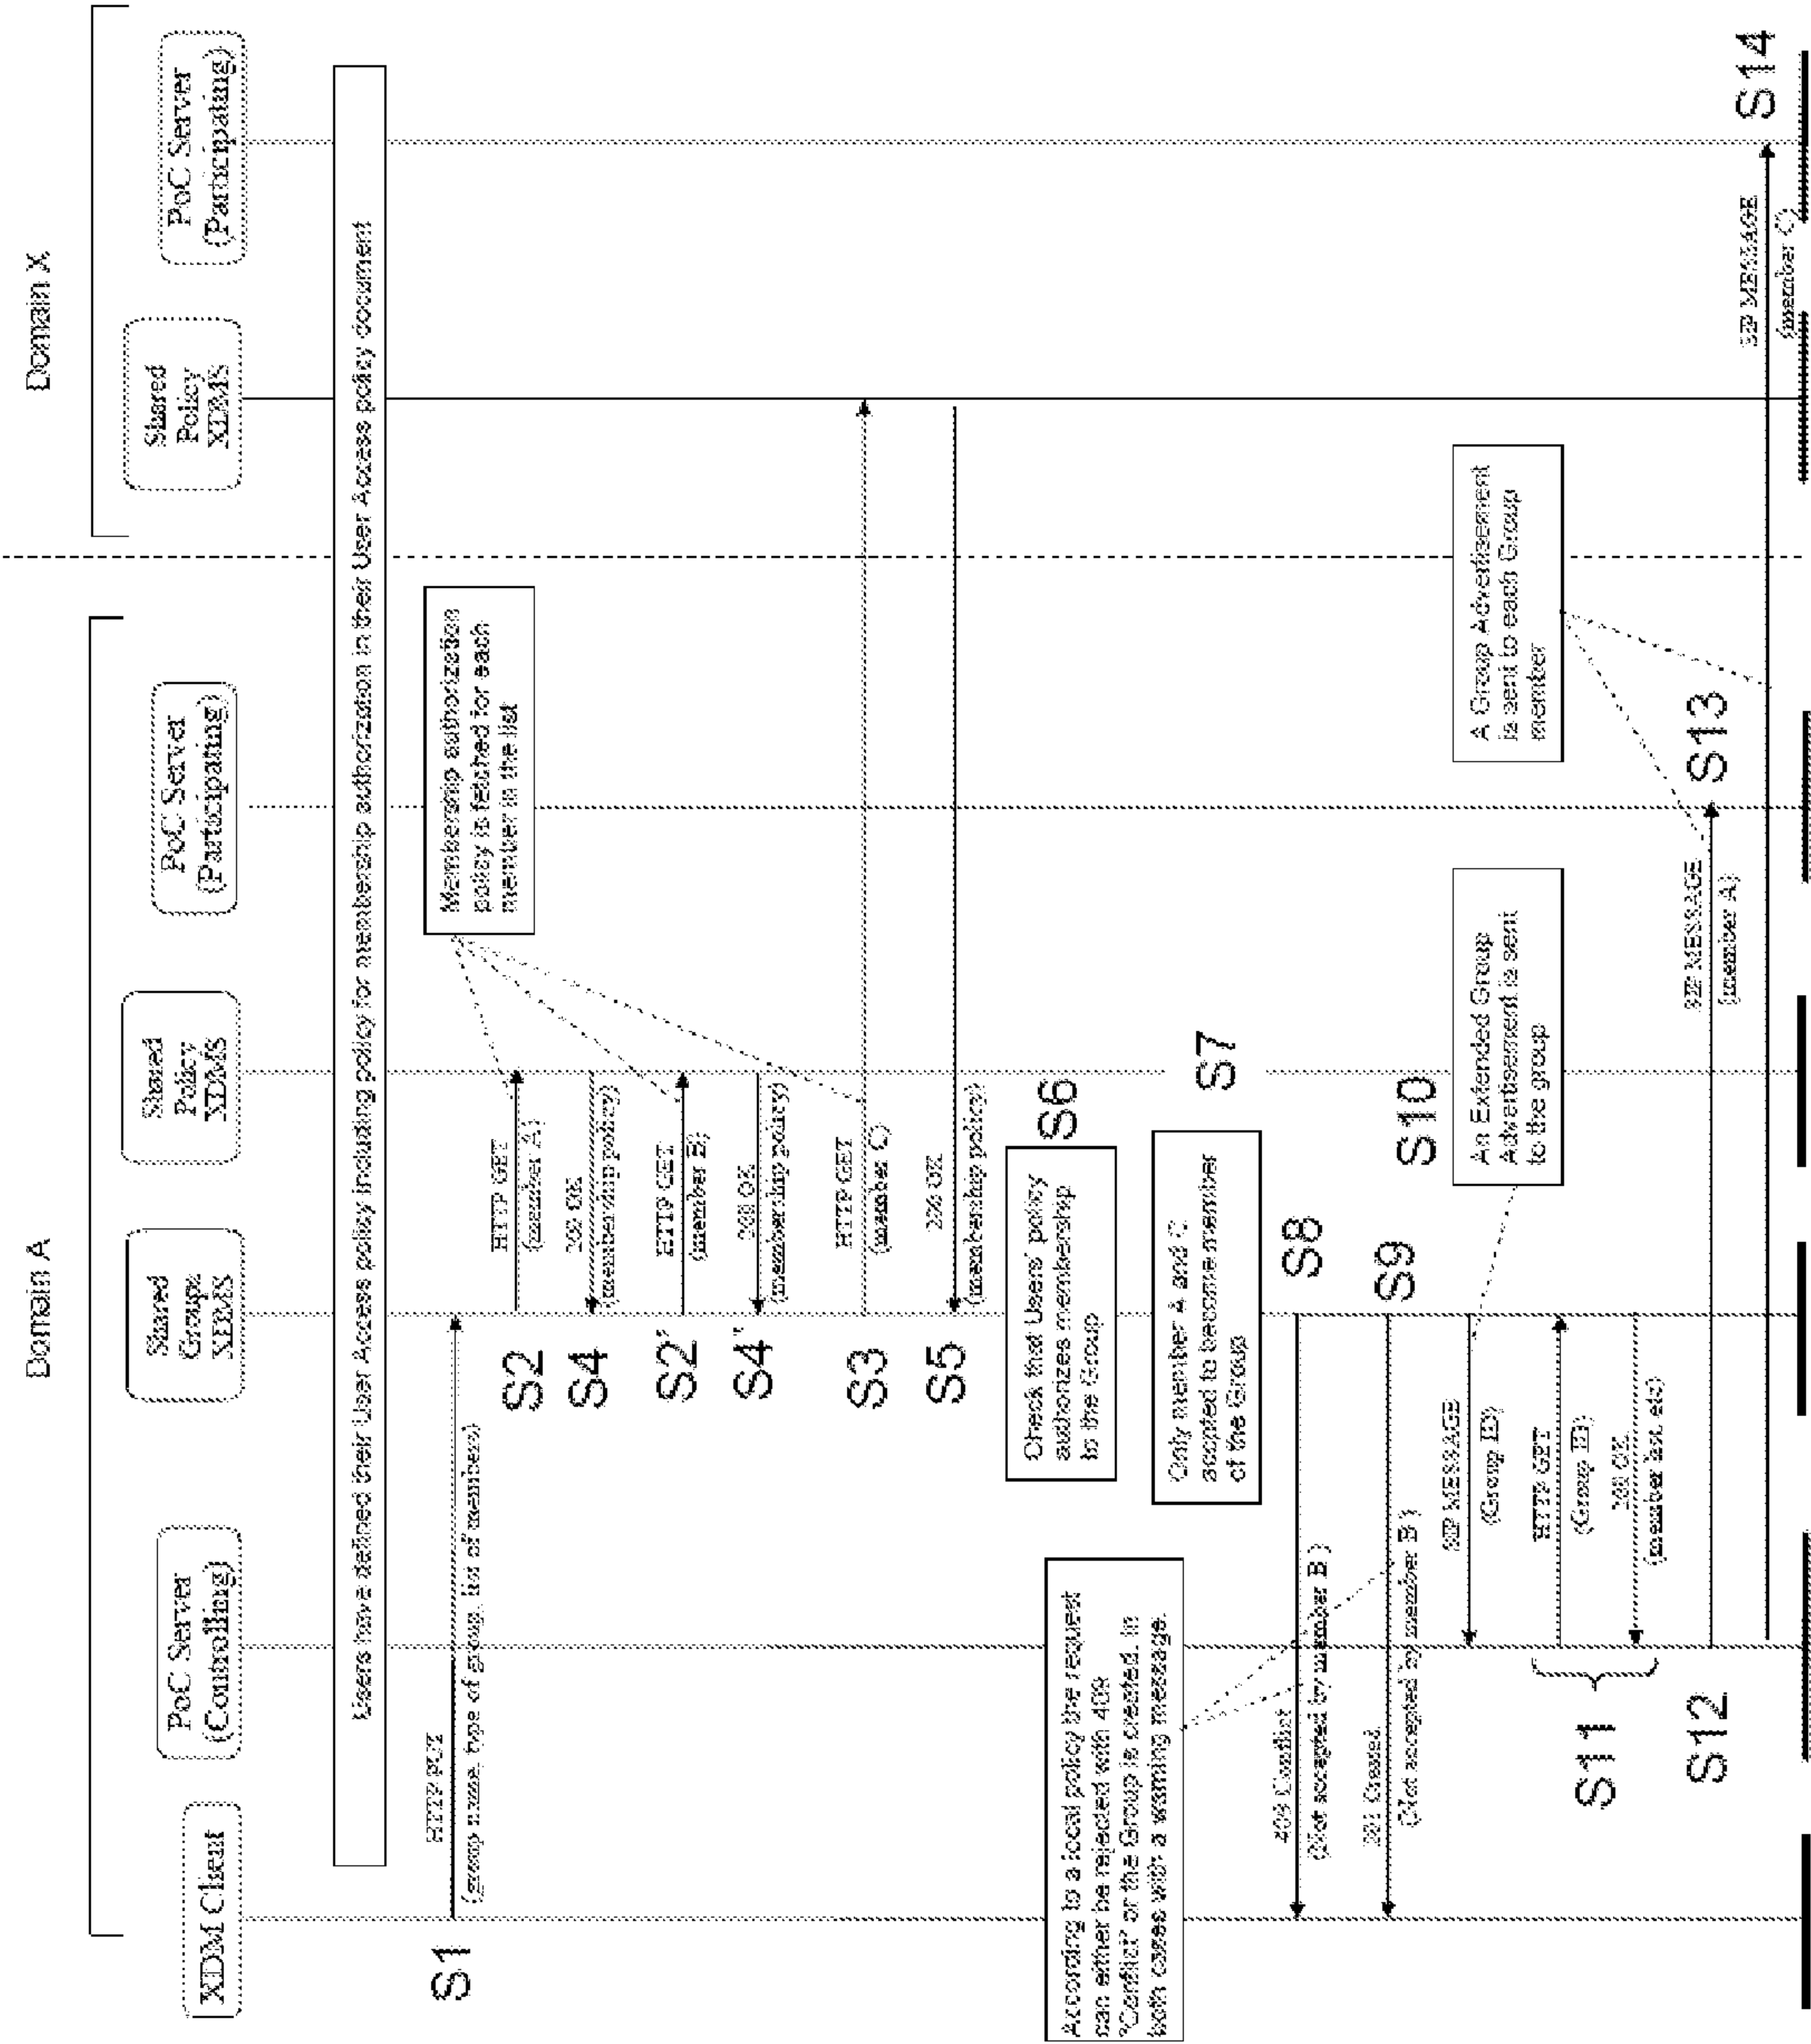 Domain A
Domain X
XDM Client
PoC Server
(Controlling)
Shared
Groups
XDMS
Shared
Policy
XDMS
PoC Server
(Participating)
Shared
Policy
XDMS
PoC Server
(Participating)
Users have defined their User Access policy including policy for membership authorization in their User Access policy document
S1
HTTP PUT
(group name, type of group, list of members)
Membership authorization
policy is fetched for each
member in the list
S2
HTTP GET
(member A)
S4
200 OK
(membership policy)
S2'
HTTP GET
(member B)
S4"
200 OK
(membership policy)
S3
HTTP GET
(member C)
S5
200 OK
(membership policy)
S6
Check that Users' policy
authorizes membership
to the Group
S7
Only member A and C
accpted to become member
of the Group
According to a local policy the request
can either be rejected with 409
"Conflict" or the Group is created. In
both cases with a warning message.
S8
409 Conflict
(Not accepted by member B )
S9
201 Created
(Not accepted by member B )
S10
SIP MESSAGE
(Group ID)
An Extended Group
Advertisement is sent
to the group
S11
HTTP GET
(Group ID)
200 OK
(member list, etc)
A Group Advertisement
is sent to each Group
member
S12
SIP MESSAGE
(member A)
S13
SIP MESSAGE
(member C)
S14